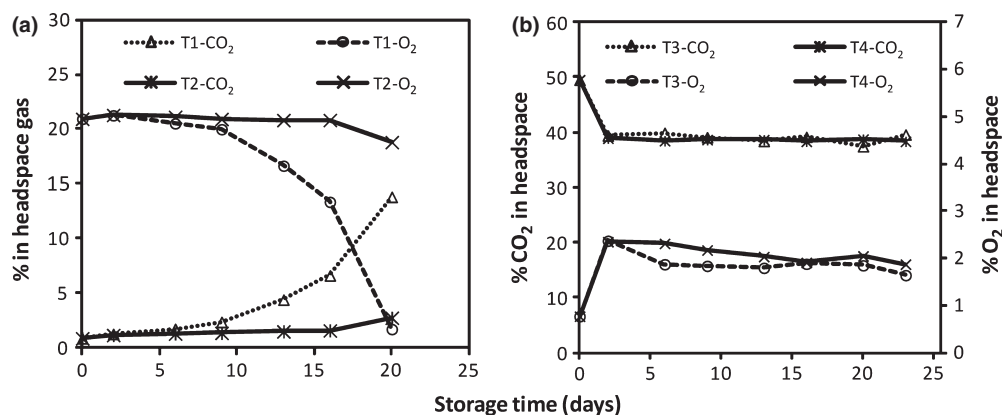 (a)
% in headspace gas
30
25
20
15
10
5
0
T1-CO₂
T1-O₂
T2-CO₂
T2-O₂
0 5 10 15 20 25
(b)
%CO₂ in headspace
60
50
40
30
20
10
0
T3-CO₂
T4-CO₂
T3-O₂
T4-O₂
7
6
5
4
3
2
1
0
%O₂ in headspace
0 5 10 15 20 25
Storage time (days)